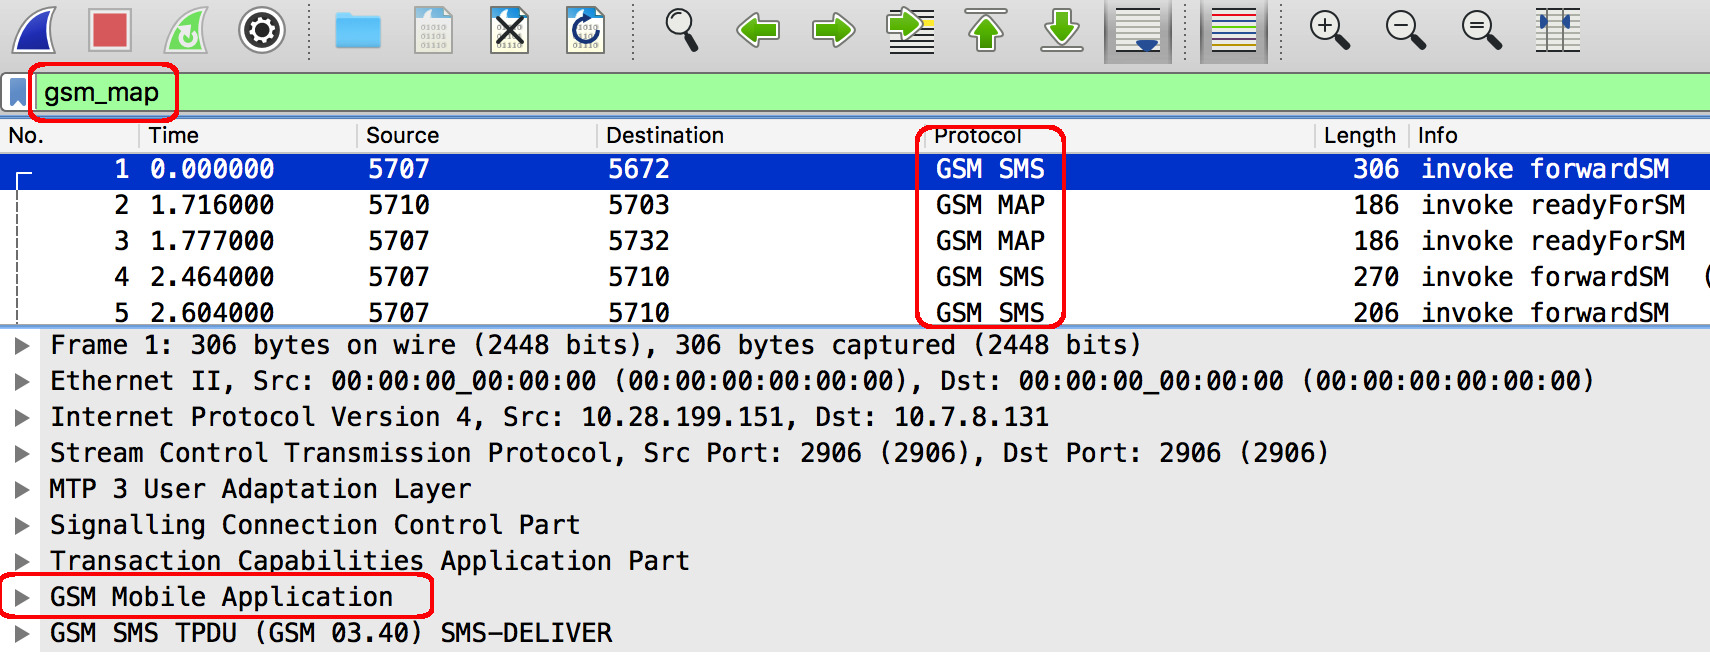 gsm_map
No. Time Source Destination Protocol Length Info
1 0.000000 5707 5672 GSM SMS 306 invoke forwardSM
2 1.716000 5710 5703 GSM MAP 186 invoke readyForSM
3 1.777000 5707 5732 GSM MAP 186 invoke readyForSM
4 2.464000 5707 5710 GSM SMS 270 invoke forwardSM (
5 2.604000 5707 5710 GSM SMS 206 invoke forwardSM
Frame 1: 306 bytes on wire (2448 bits), 306 bytes captured (2448 bits)
Ethernet II, Src: 00:00:00_00:00:00 (00:00:00:00:00:00), Dst: 00:00:00_00:00:00 (00:00:00:00:00:00)
Internet Protocol Version 4, Src: 10.28.199.151, Dst: 10.7.8.131
Stream Control Transmission Protocol, Src Port: 2906 (2906), Dst Port: 2906 (2906)
MTP 3 User Adaptation Layer
Signalling Connection Control Part
Transaction Capabilities Application Part
GSM Mobile Application
GSM SMS TPDU (GSM 03.40) SMS-DELIVER